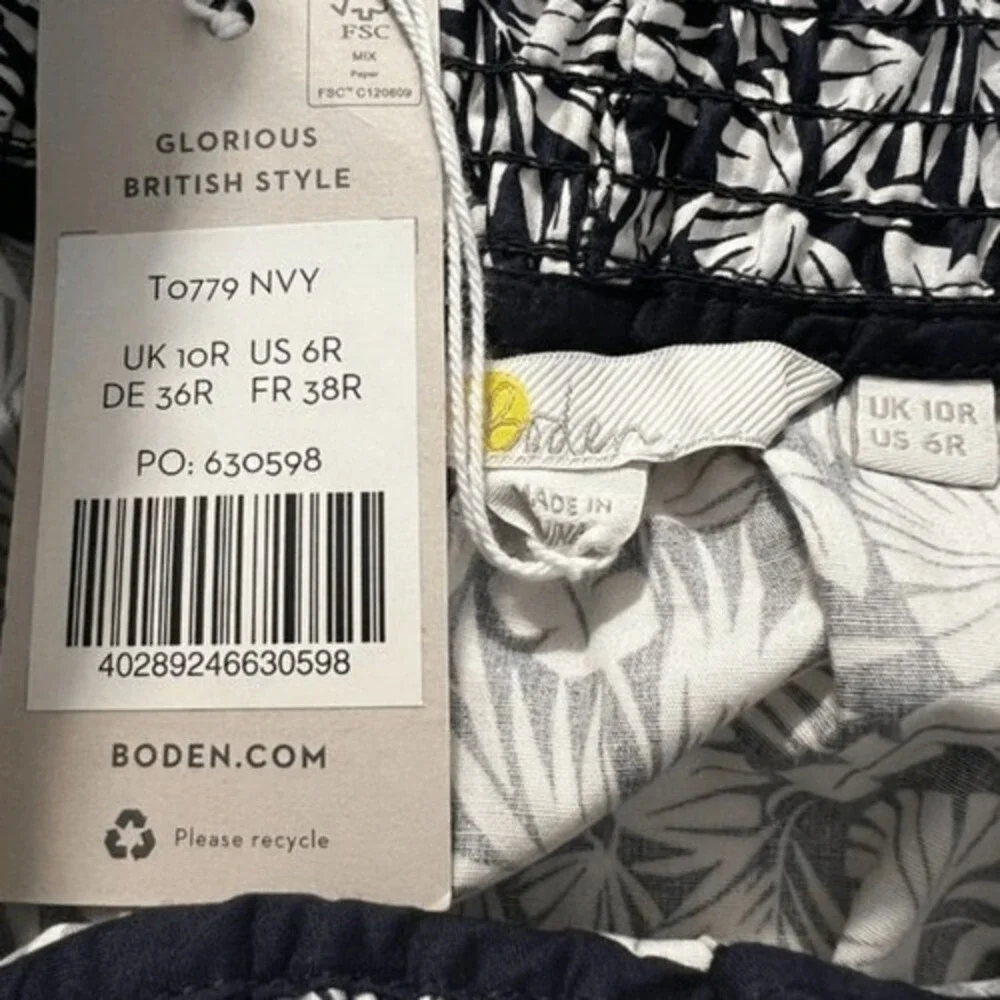 FSC
MIX
Paper
FSC™ C120609
GLORIOUS
BRITISH STYLE
T0779 NVY
UK 10R US 6R
DE 36R FR 38R
PO: 630598
40289246630598
BODEN.COM
Please recycle
Boden
MADE IN
UK 10R
US 6R